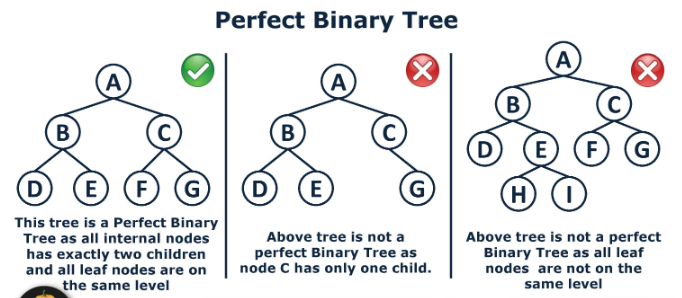 Perfect Binary Tree
A
B C
D E F G
This tree is a Perfect Binary
Tree as all internal nodes
has exactly two children
and all leaf nodes are on
the same level
A
B C
D E G
Above tree is not a
perfect Binary Tree as
node C has only one child.
A
B C
D E F G
H I
Above tree is not a perfect
Binary Tree as all leaf
nodes are not on the
same level